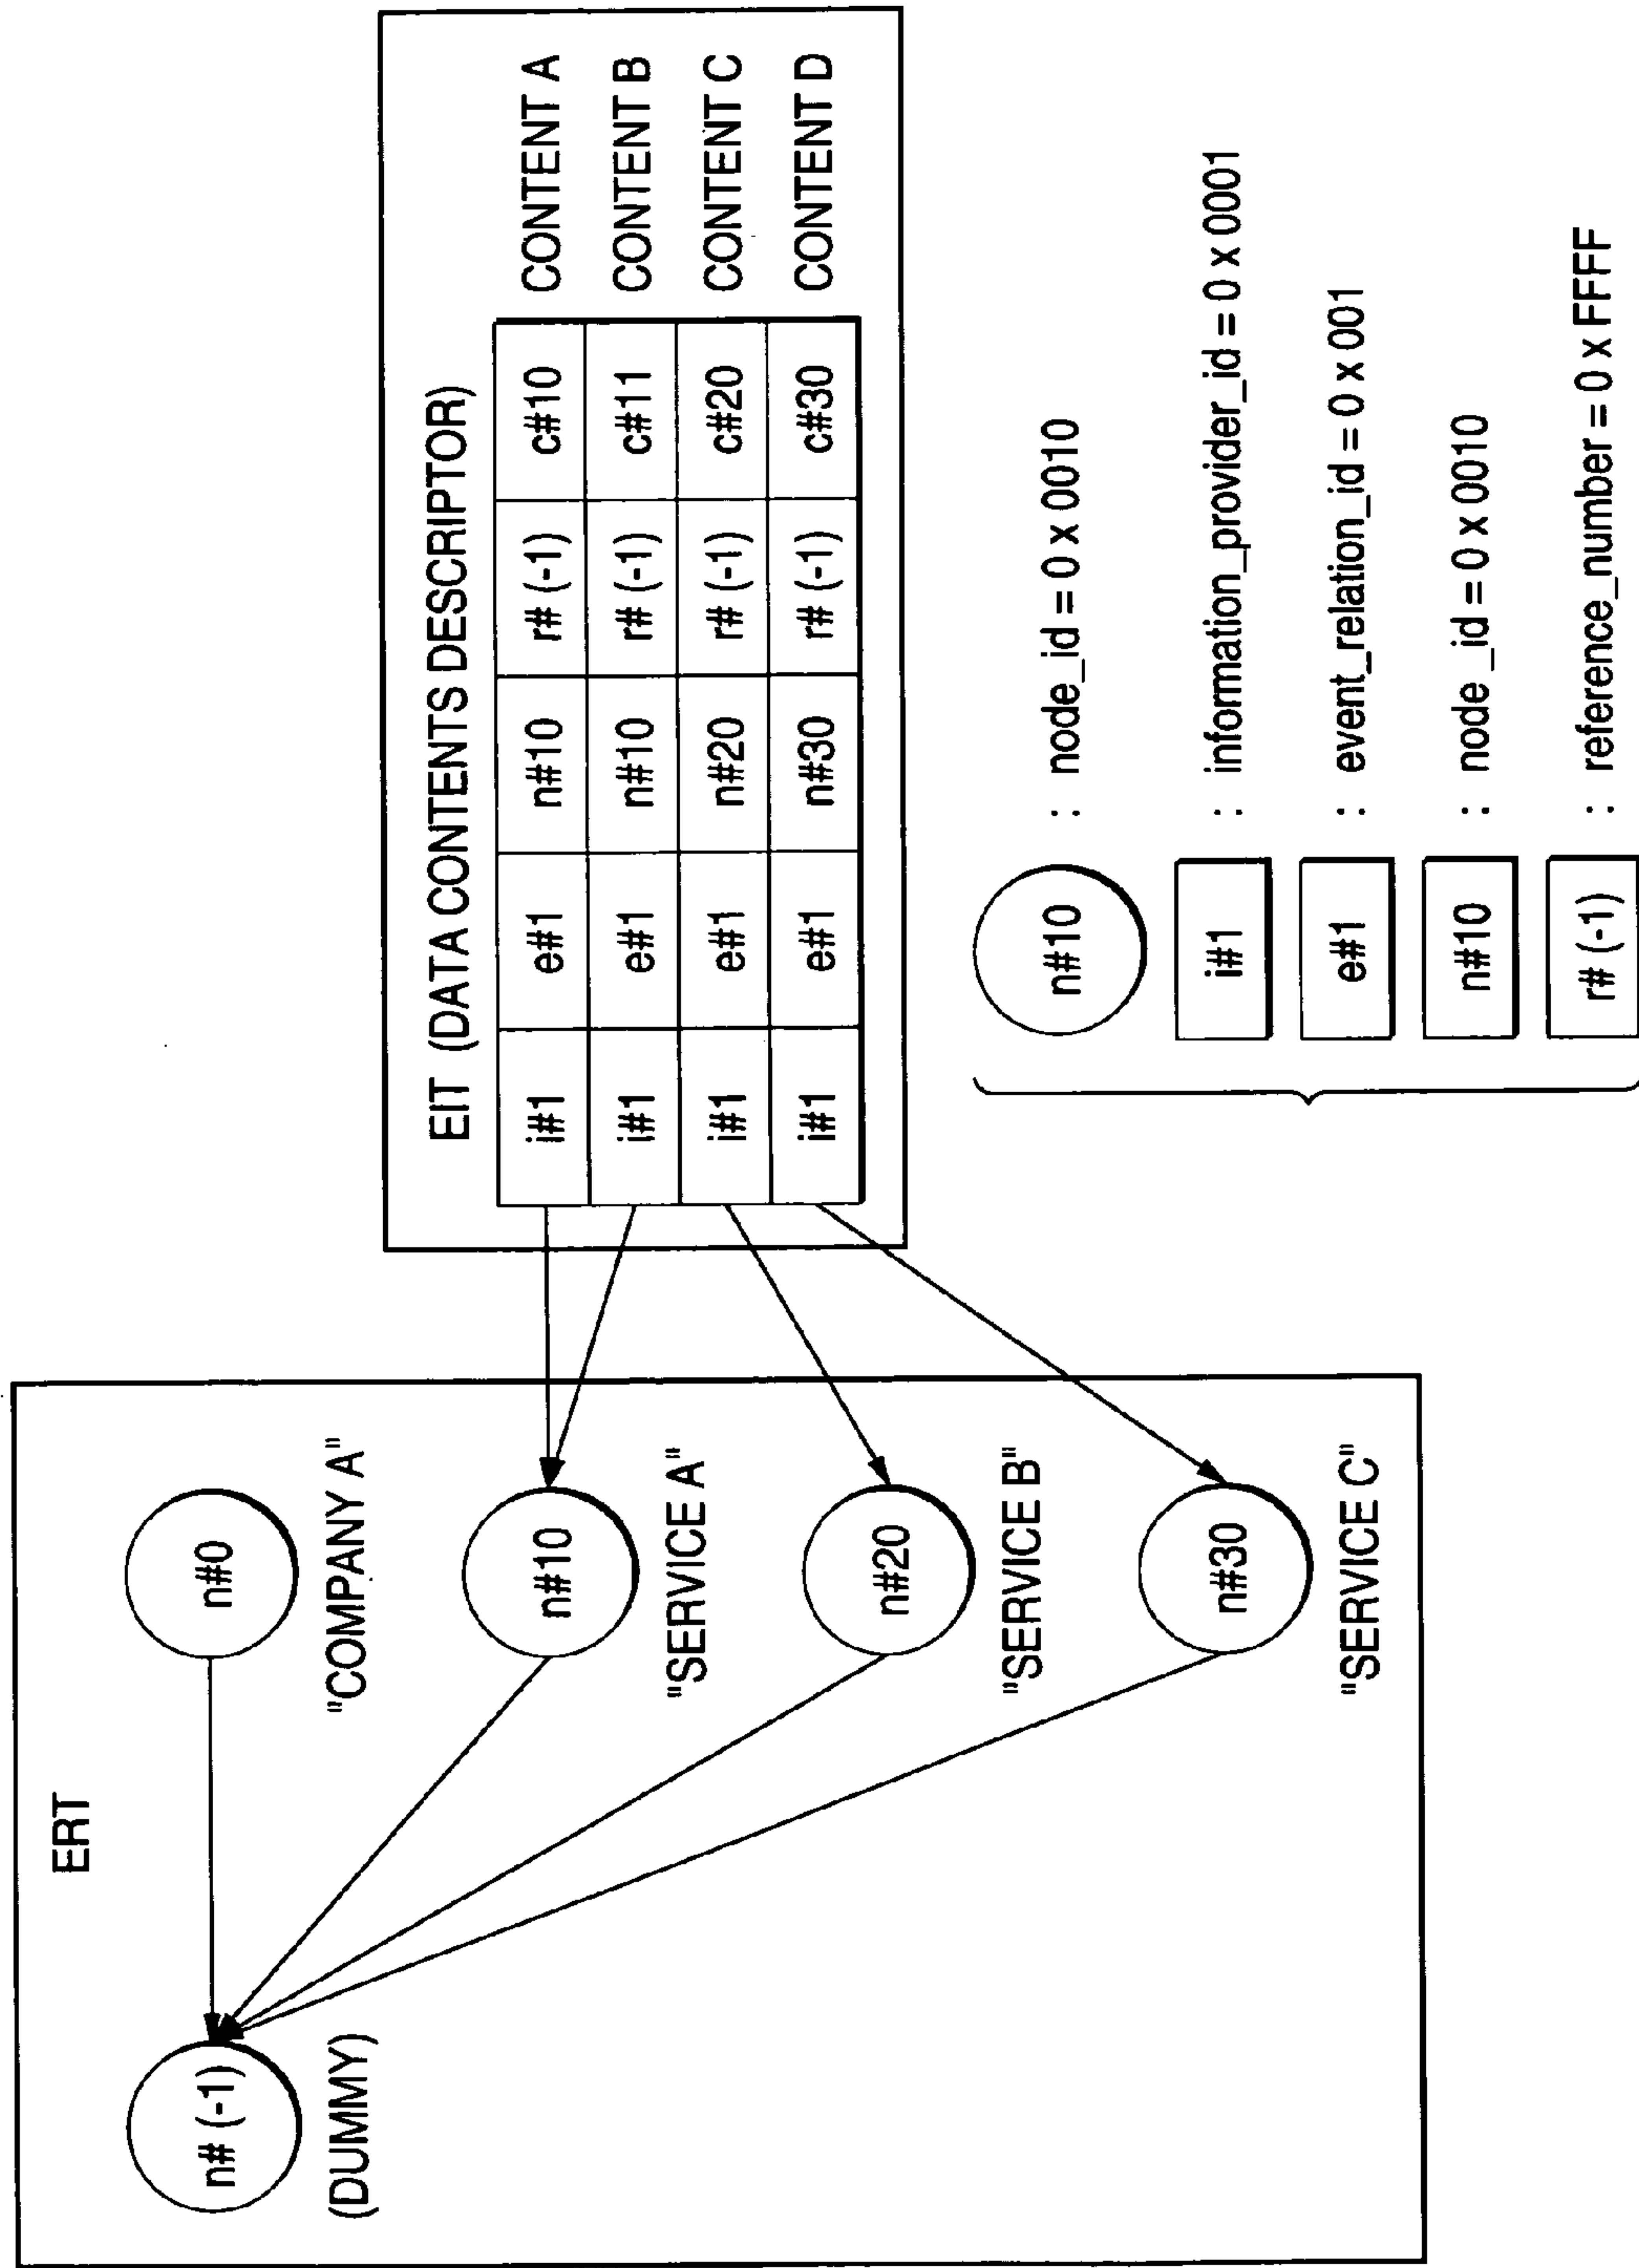 ERT
n# (-1)
(DUMMY)
n#0
"COMPANY A"
n#10
"SERVICE A"
n#20
"SERVICE B"
n#30
"SERVICE C"
EIT (DATA CONTENTS DESCRIPTOR)
i#1 e#1 n#10 r# (-1) c#10 CONTENT A
i#1 e#1 n#10 r# (-1) c#11 CONTENT B
i#1 e#1 n#20 r# (-1) c#20 CONTENT C
i#1 e#1 n#30 r# (-1) c#30 CONTENT D
n#10 : node_id = 0 x 0010
i#1 : information_provider_id = 0 x 0001
e#1 : event_relation_id = 0 x 001
n#10 : node_id = 0 x 0010
r# (-1) : reference_number = 0 x FFFF